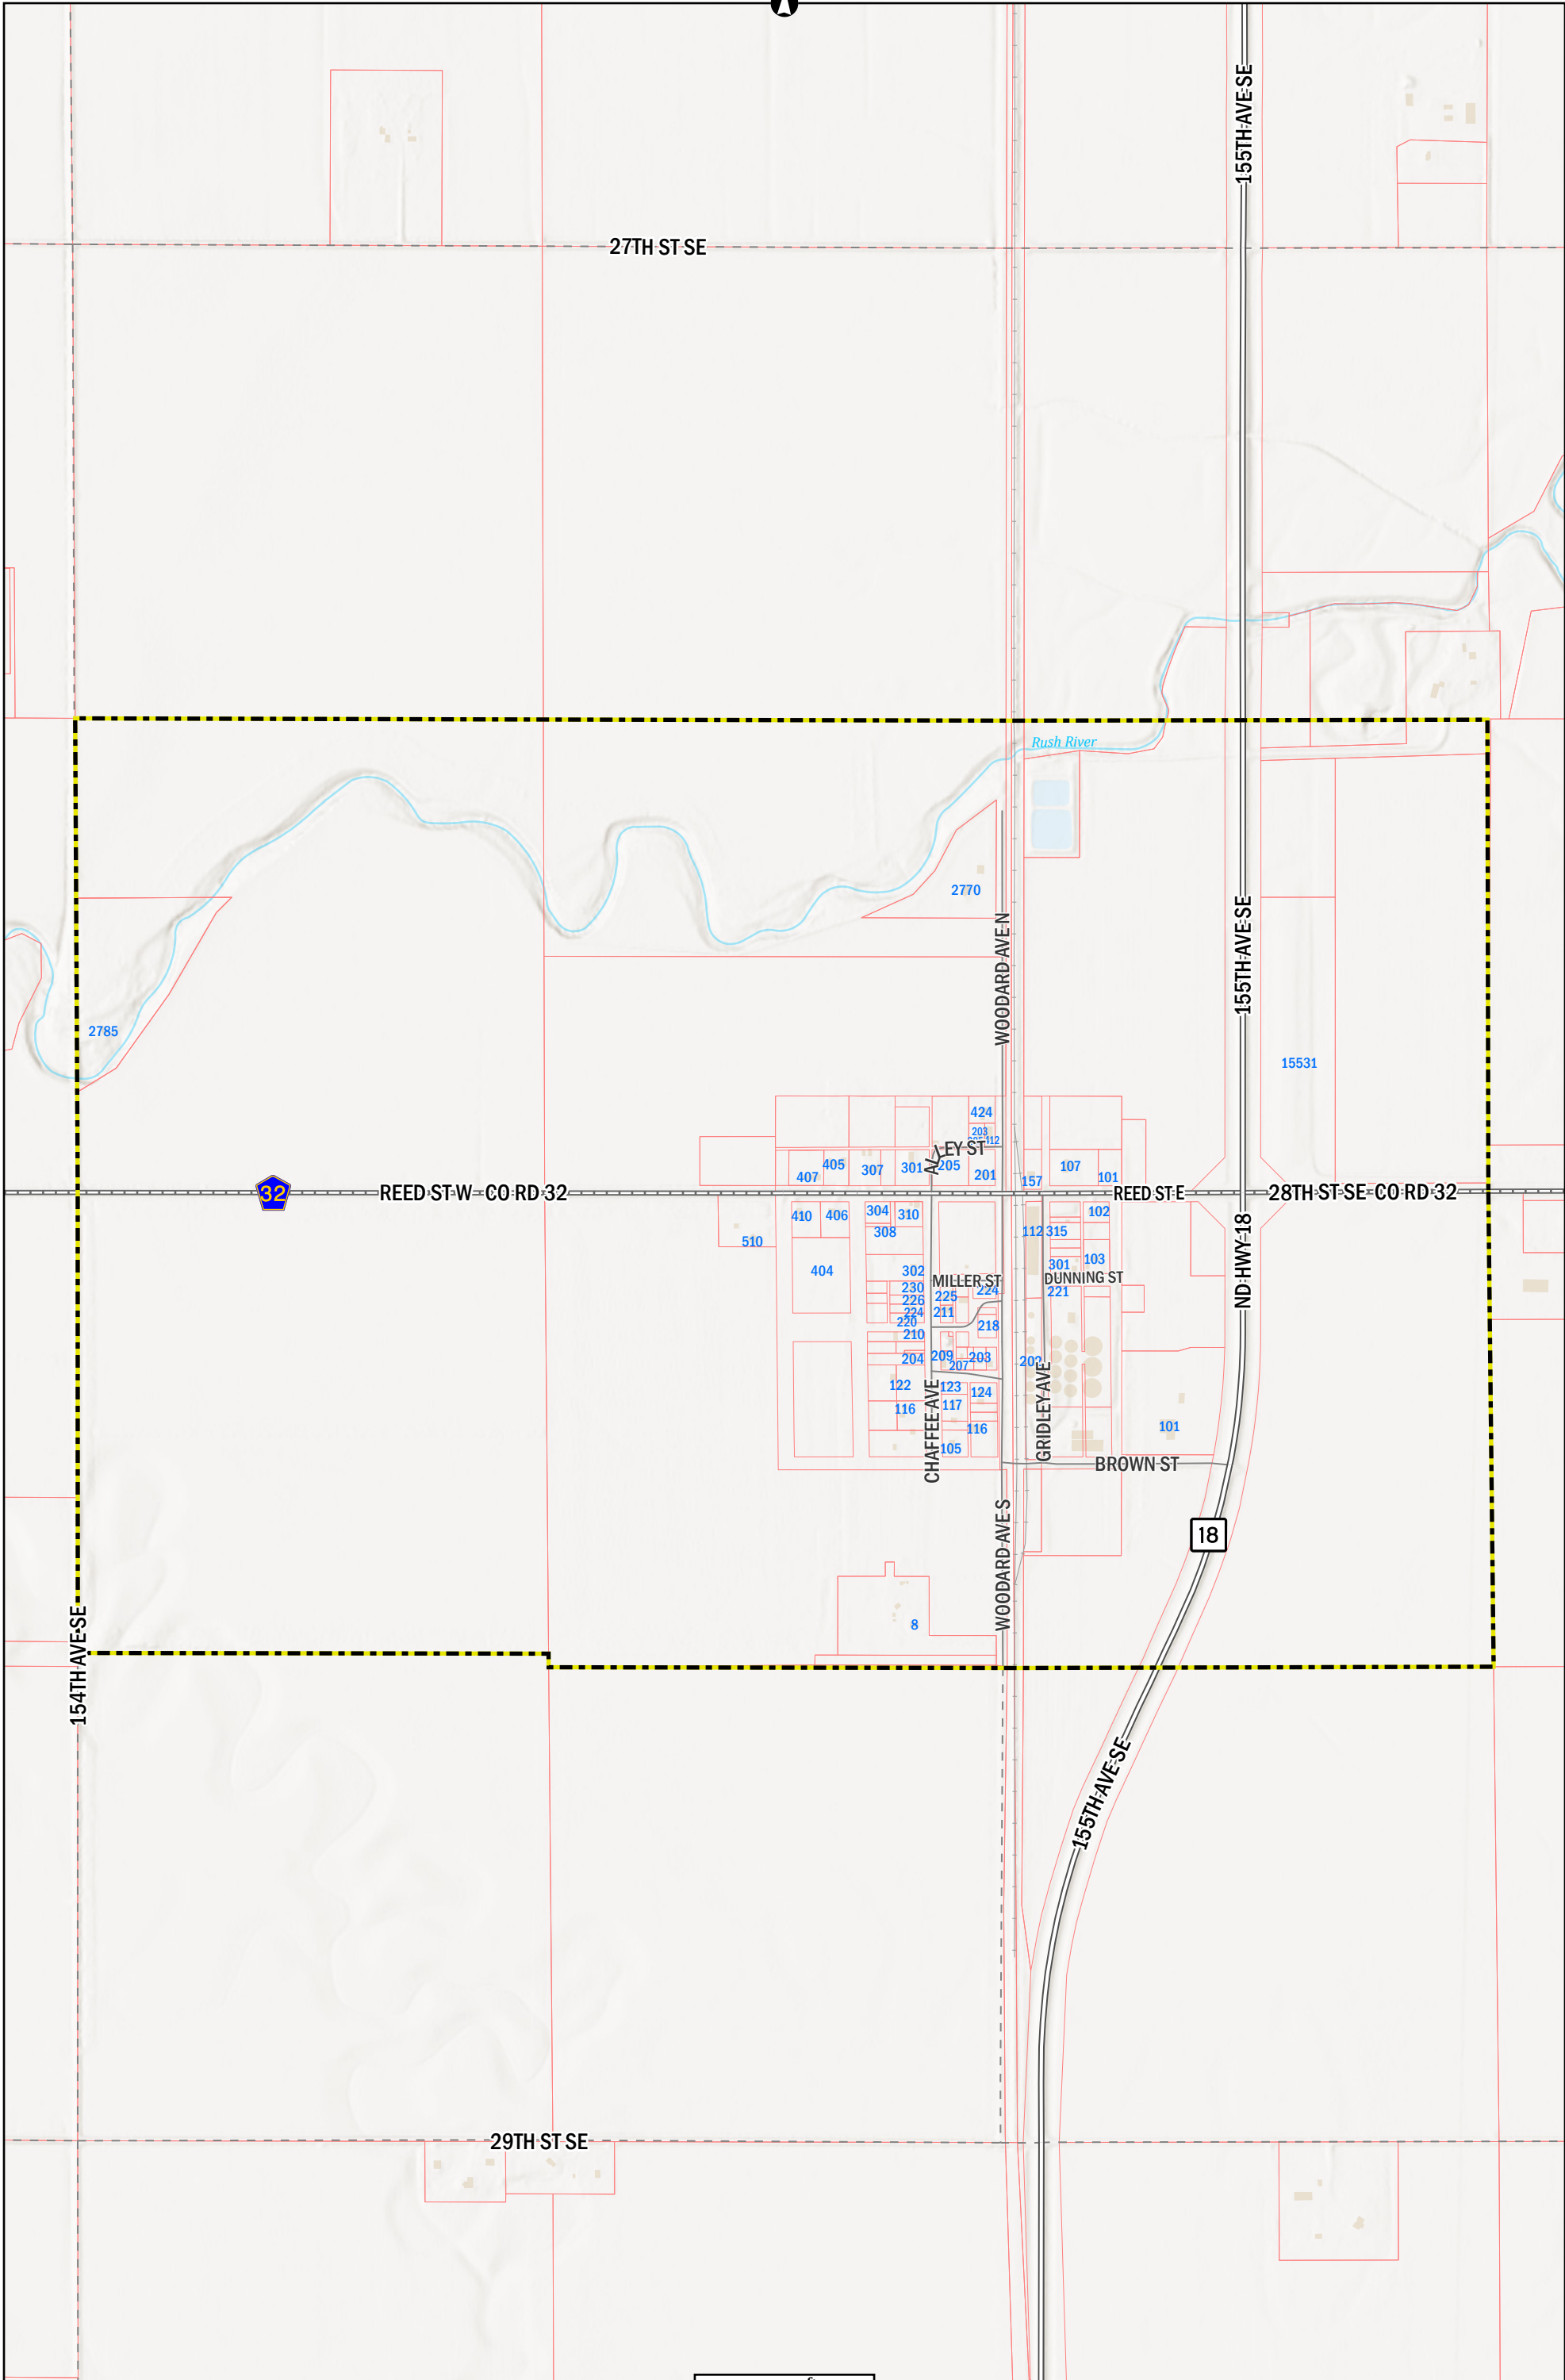 155TH AVE SE
27TH ST SE
Rush River
2770
WOODARD AVE N
155TH AVE SE
2785
15531
424
203
112
ALLEY ST
405
407
307
301
205
201
157
107
101
32
REED ST W CO RD 32
REED ST E
28TH ST SE CO RD 32
410
406
304
310
308
510
112
315
102
404
302
301
103
ND HWY 18
MILLER ST
DUNNING ST
230
225
224
221
226
224
211
220
218
210
204
209
207
203
202
122
123
124
116
117
116
105
CHAFFEE AVE
GRIDLEY AVE
101
BROWN ST
WOODARD AVE S
18
8
154TH AVE SE
155TH AVE SE
29TH ST SE